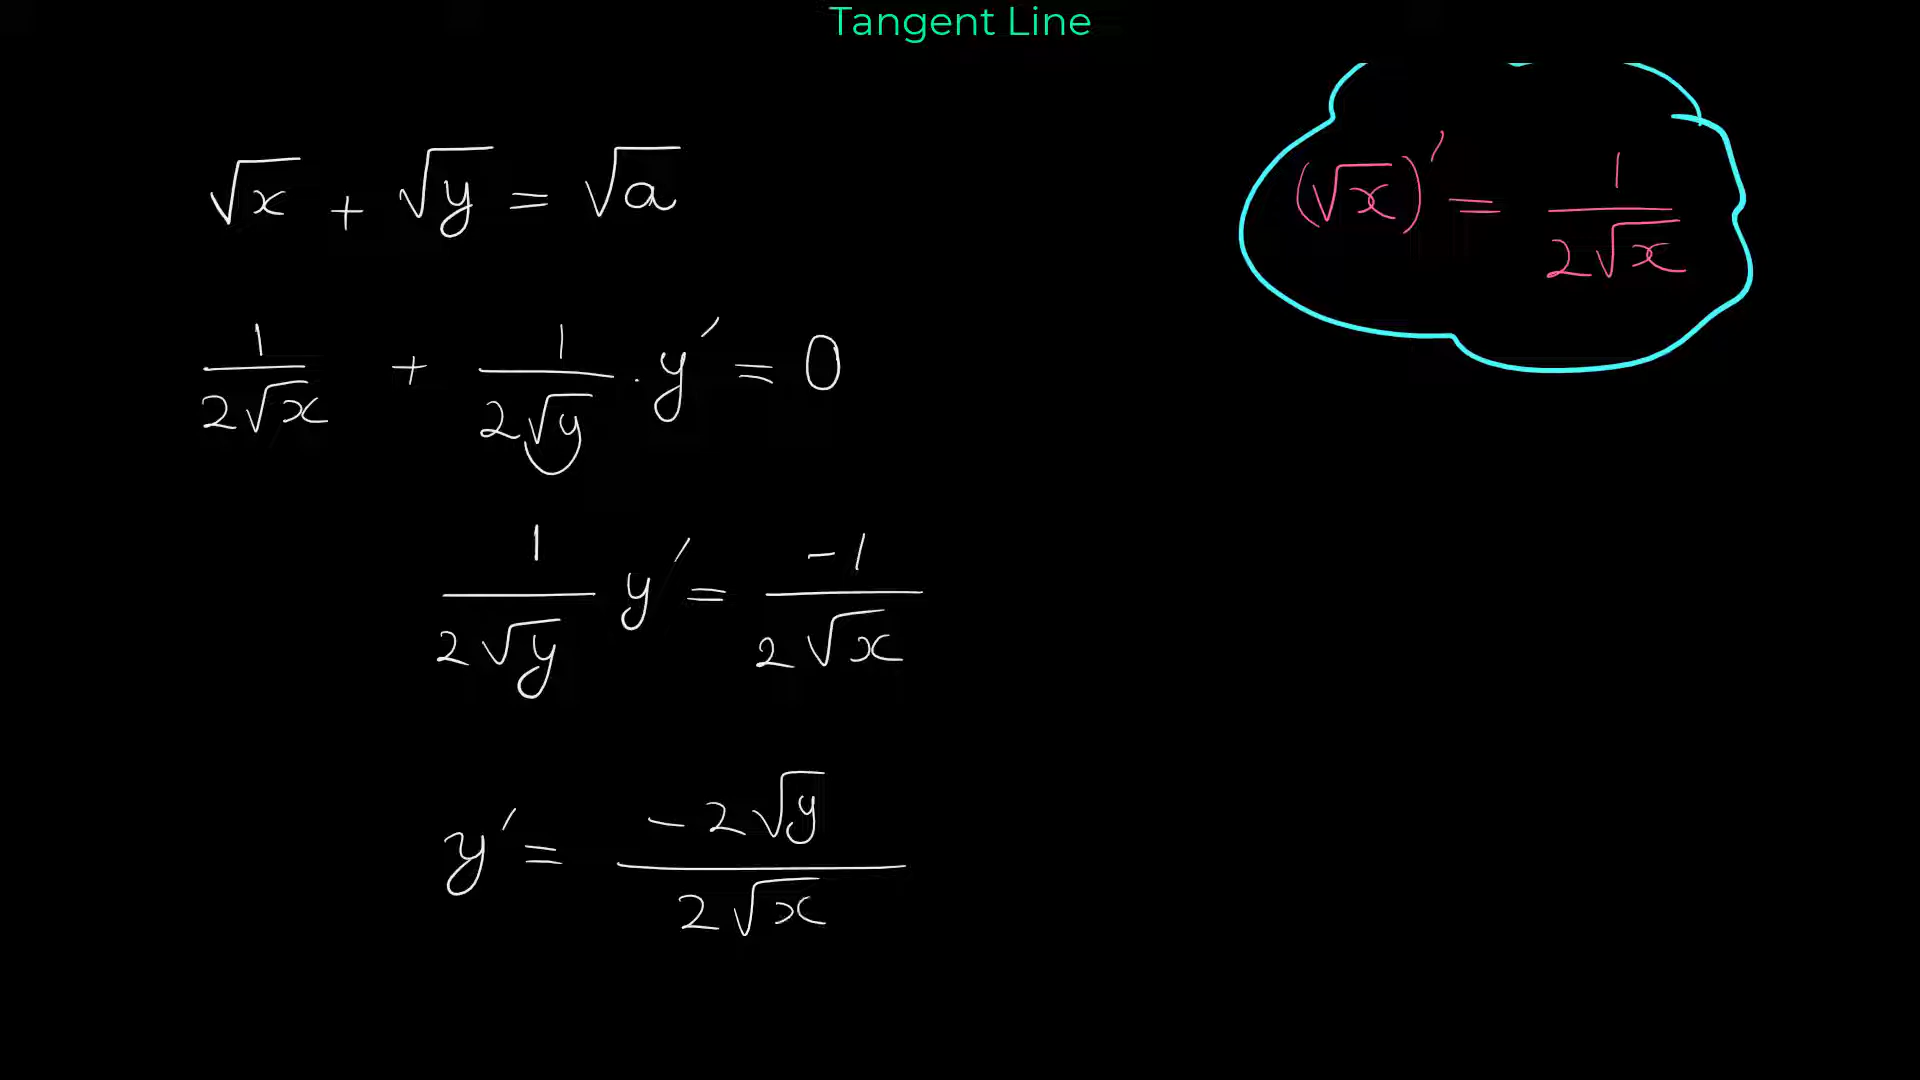 Tangent Line
√x + √y = √a
(√x)′ = 1/(2√x)
1/(2√x) + 1/(2√y) · y′ = 0
1/(2√y) y′ = -1/(2√x)
y′ = -2√y/(2√x)